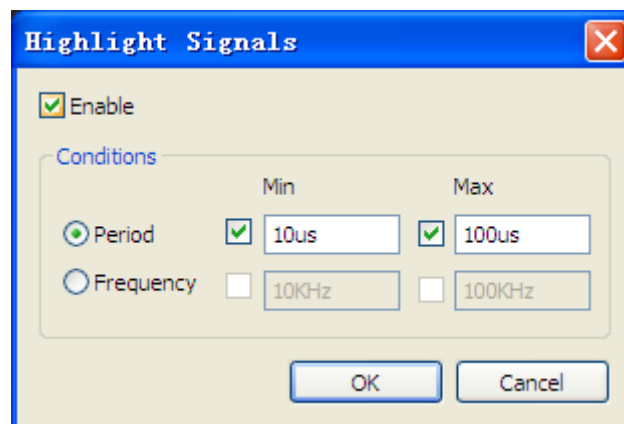 Highlight Signals
Enable
Conditions
Min Max
Period 10us 100us
Frequency 10KHz 100KHz
OK Cancel